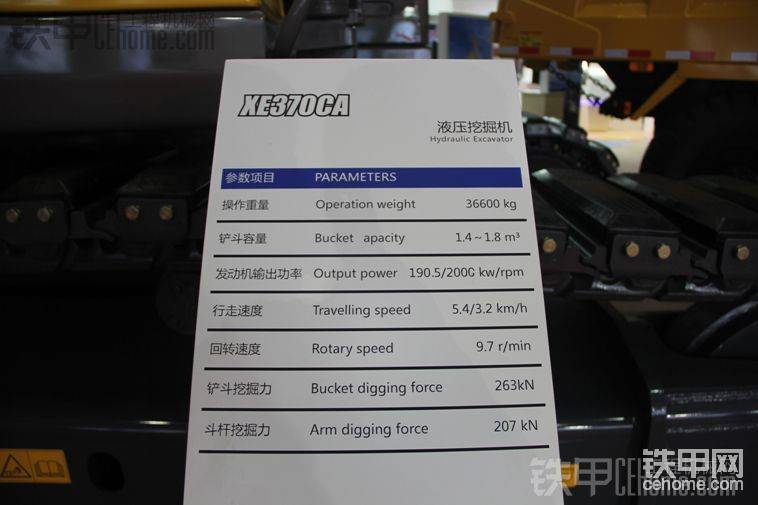 铁甲工程机械网
CEhome.com
XE370CA
液压挖掘机
Hydraulic Excavator
参数项目 PARAMETERS
操作重量 Operation weight 36600 kg
铲斗容量 Bucket apacity 1.4~1.8 m³
发动机输出功率 Output power 190.5/2000 kw/rpm
行走速度 Travelling speed 5.4/3.2 km/h
回转速度 Rotary speed 9.7 r/min
铲斗挖掘力 Bucket digging force 263kN
斗杆挖掘力 Arm digging force 207 kN
铁甲网
cehome.com